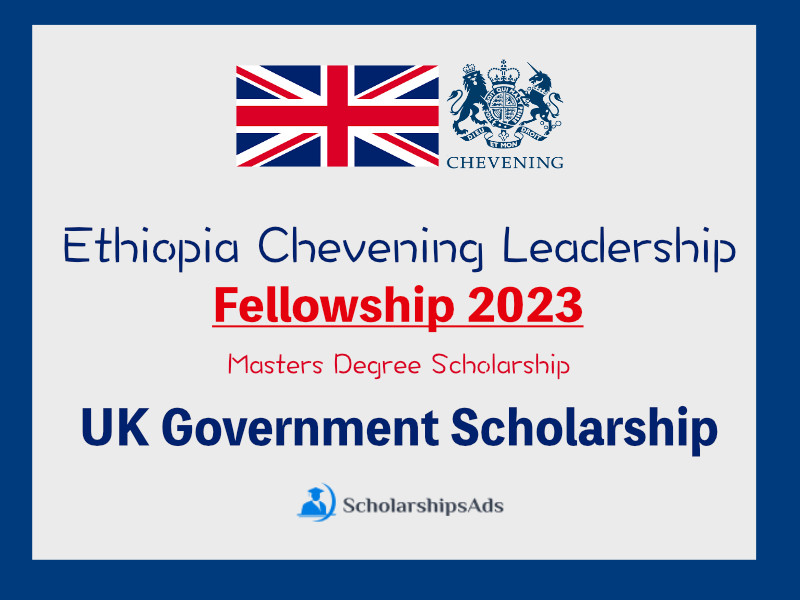 CHEVENING
DIEU ET MON DROIT
Ethiopia Chevening Leadership
Fellowship 2023
Masters Degree Scholarship
UK Government Scholarship
ScholarshipsAds